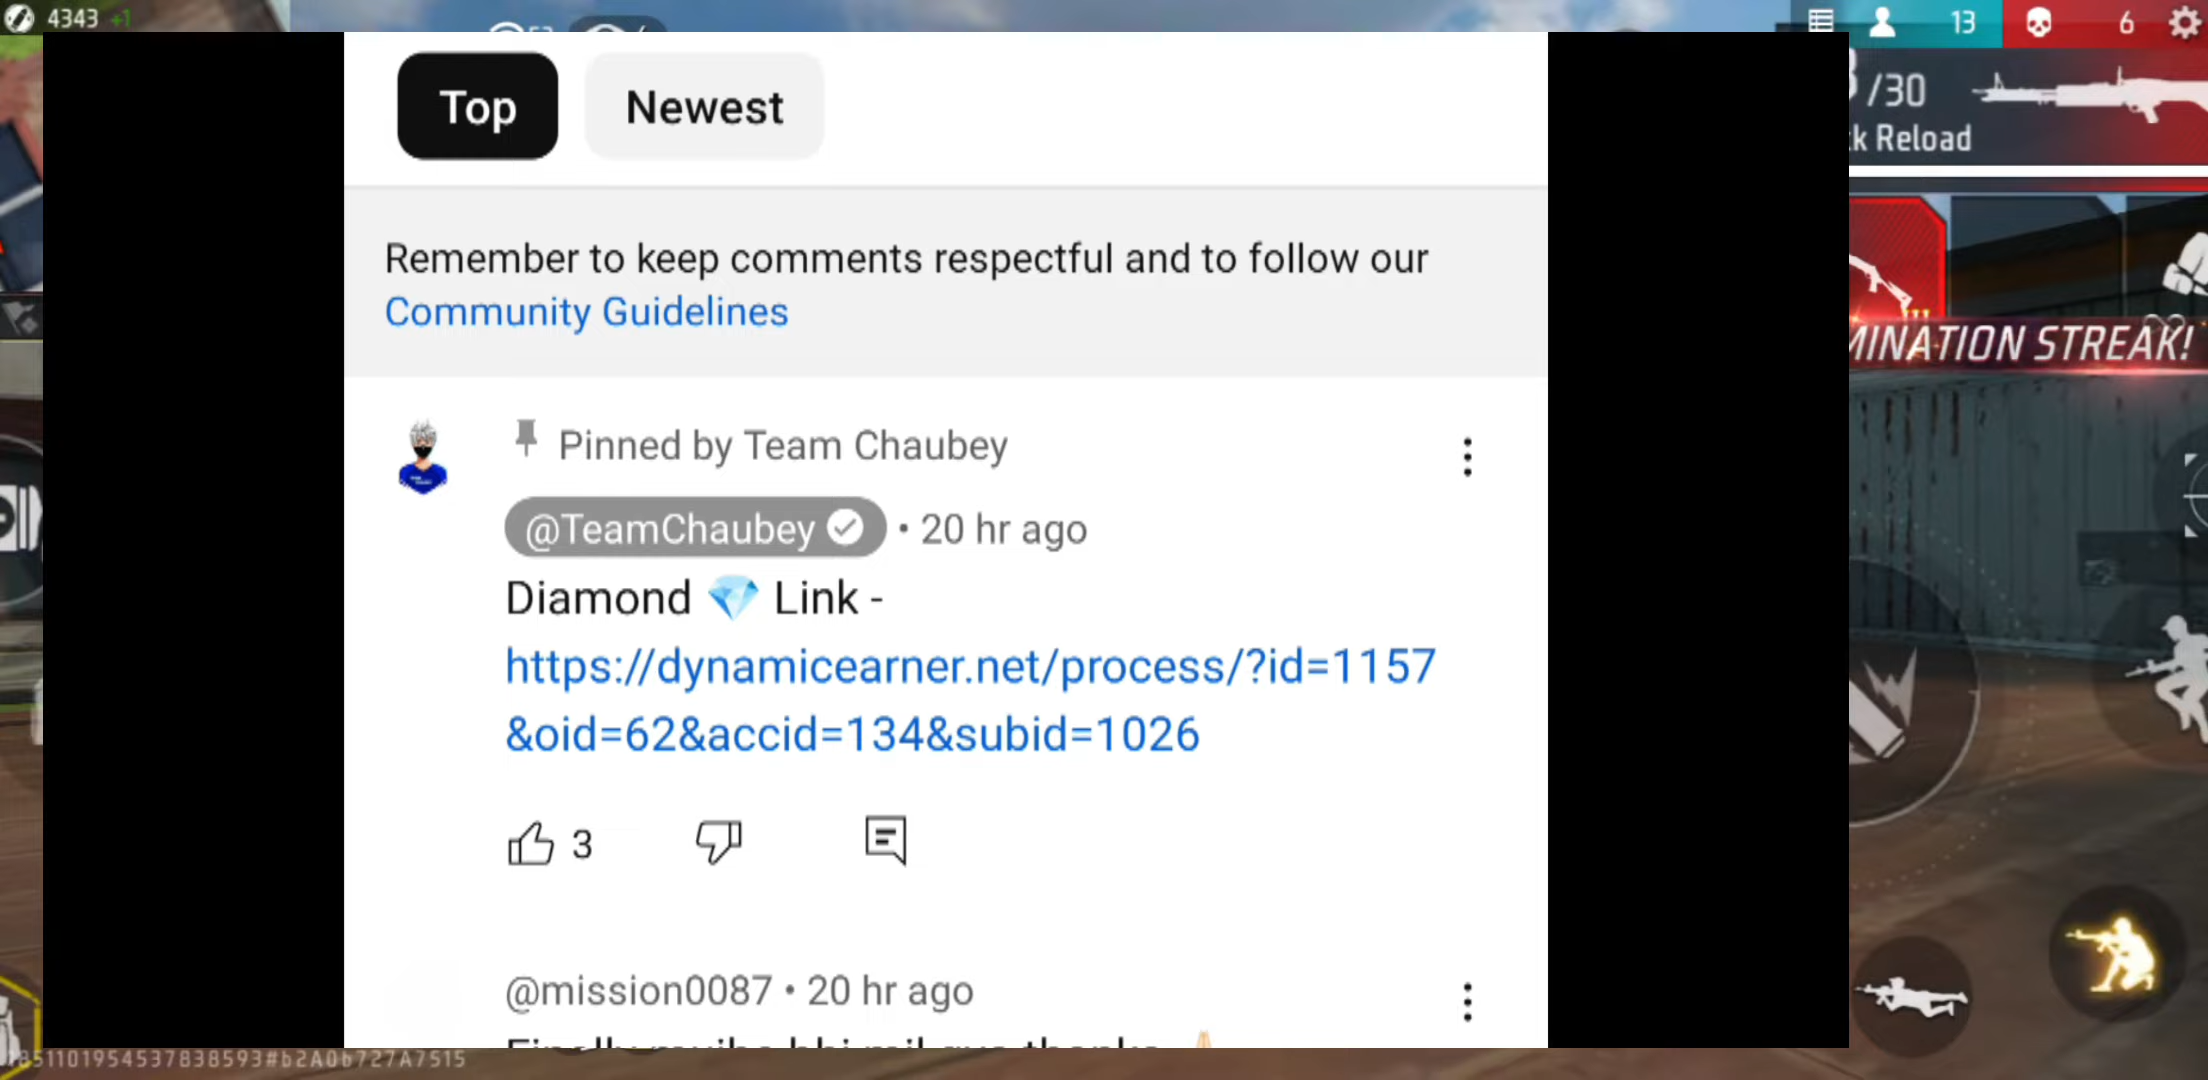 4343 +1
13
6
/30
k Reload
MINATION STREAK!
Top
Newest
Remember to keep comments respectful and to follow our
Community Guidelines
Pinned by Team Chaubey
@TeamChaubey • 20 hr ago
Diamond 💎 Link -
https://dynamicearner.net/process/?id=1157
&oid=62&accid=134&subid=1026
3
@mission0087 • 20 hr ago